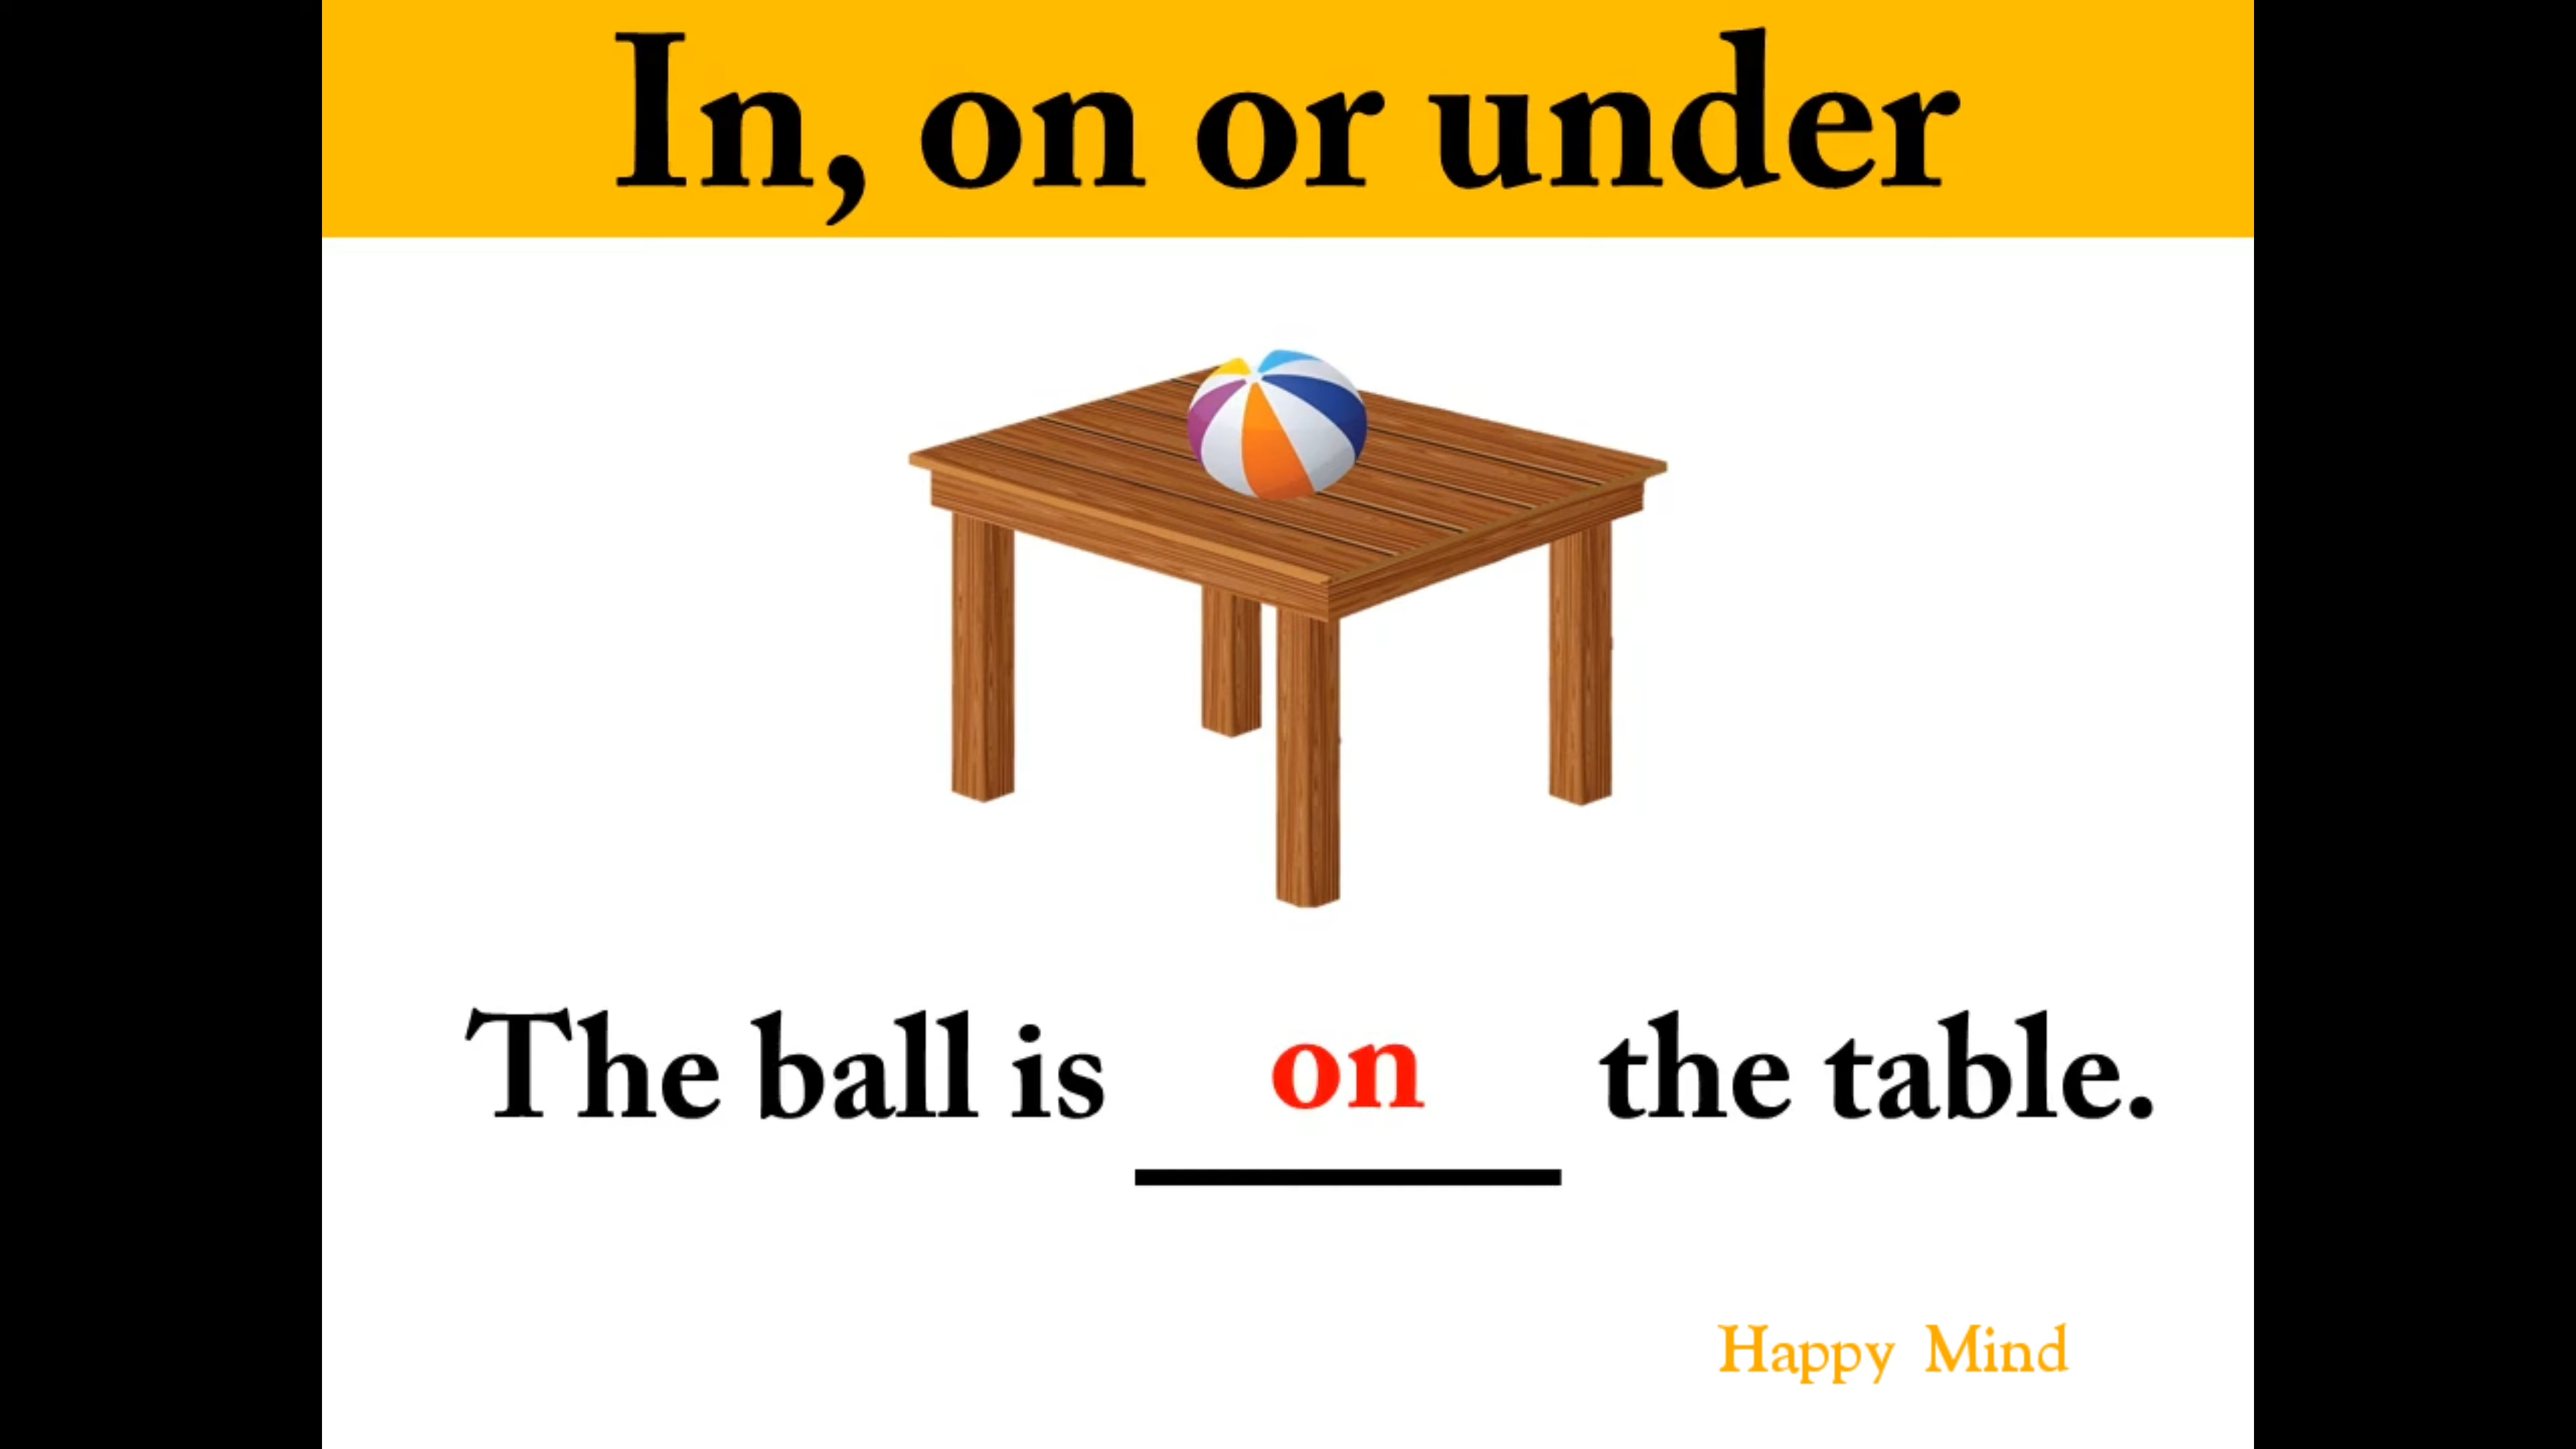 In, on or under
The ball is on the table.
Happy Mind